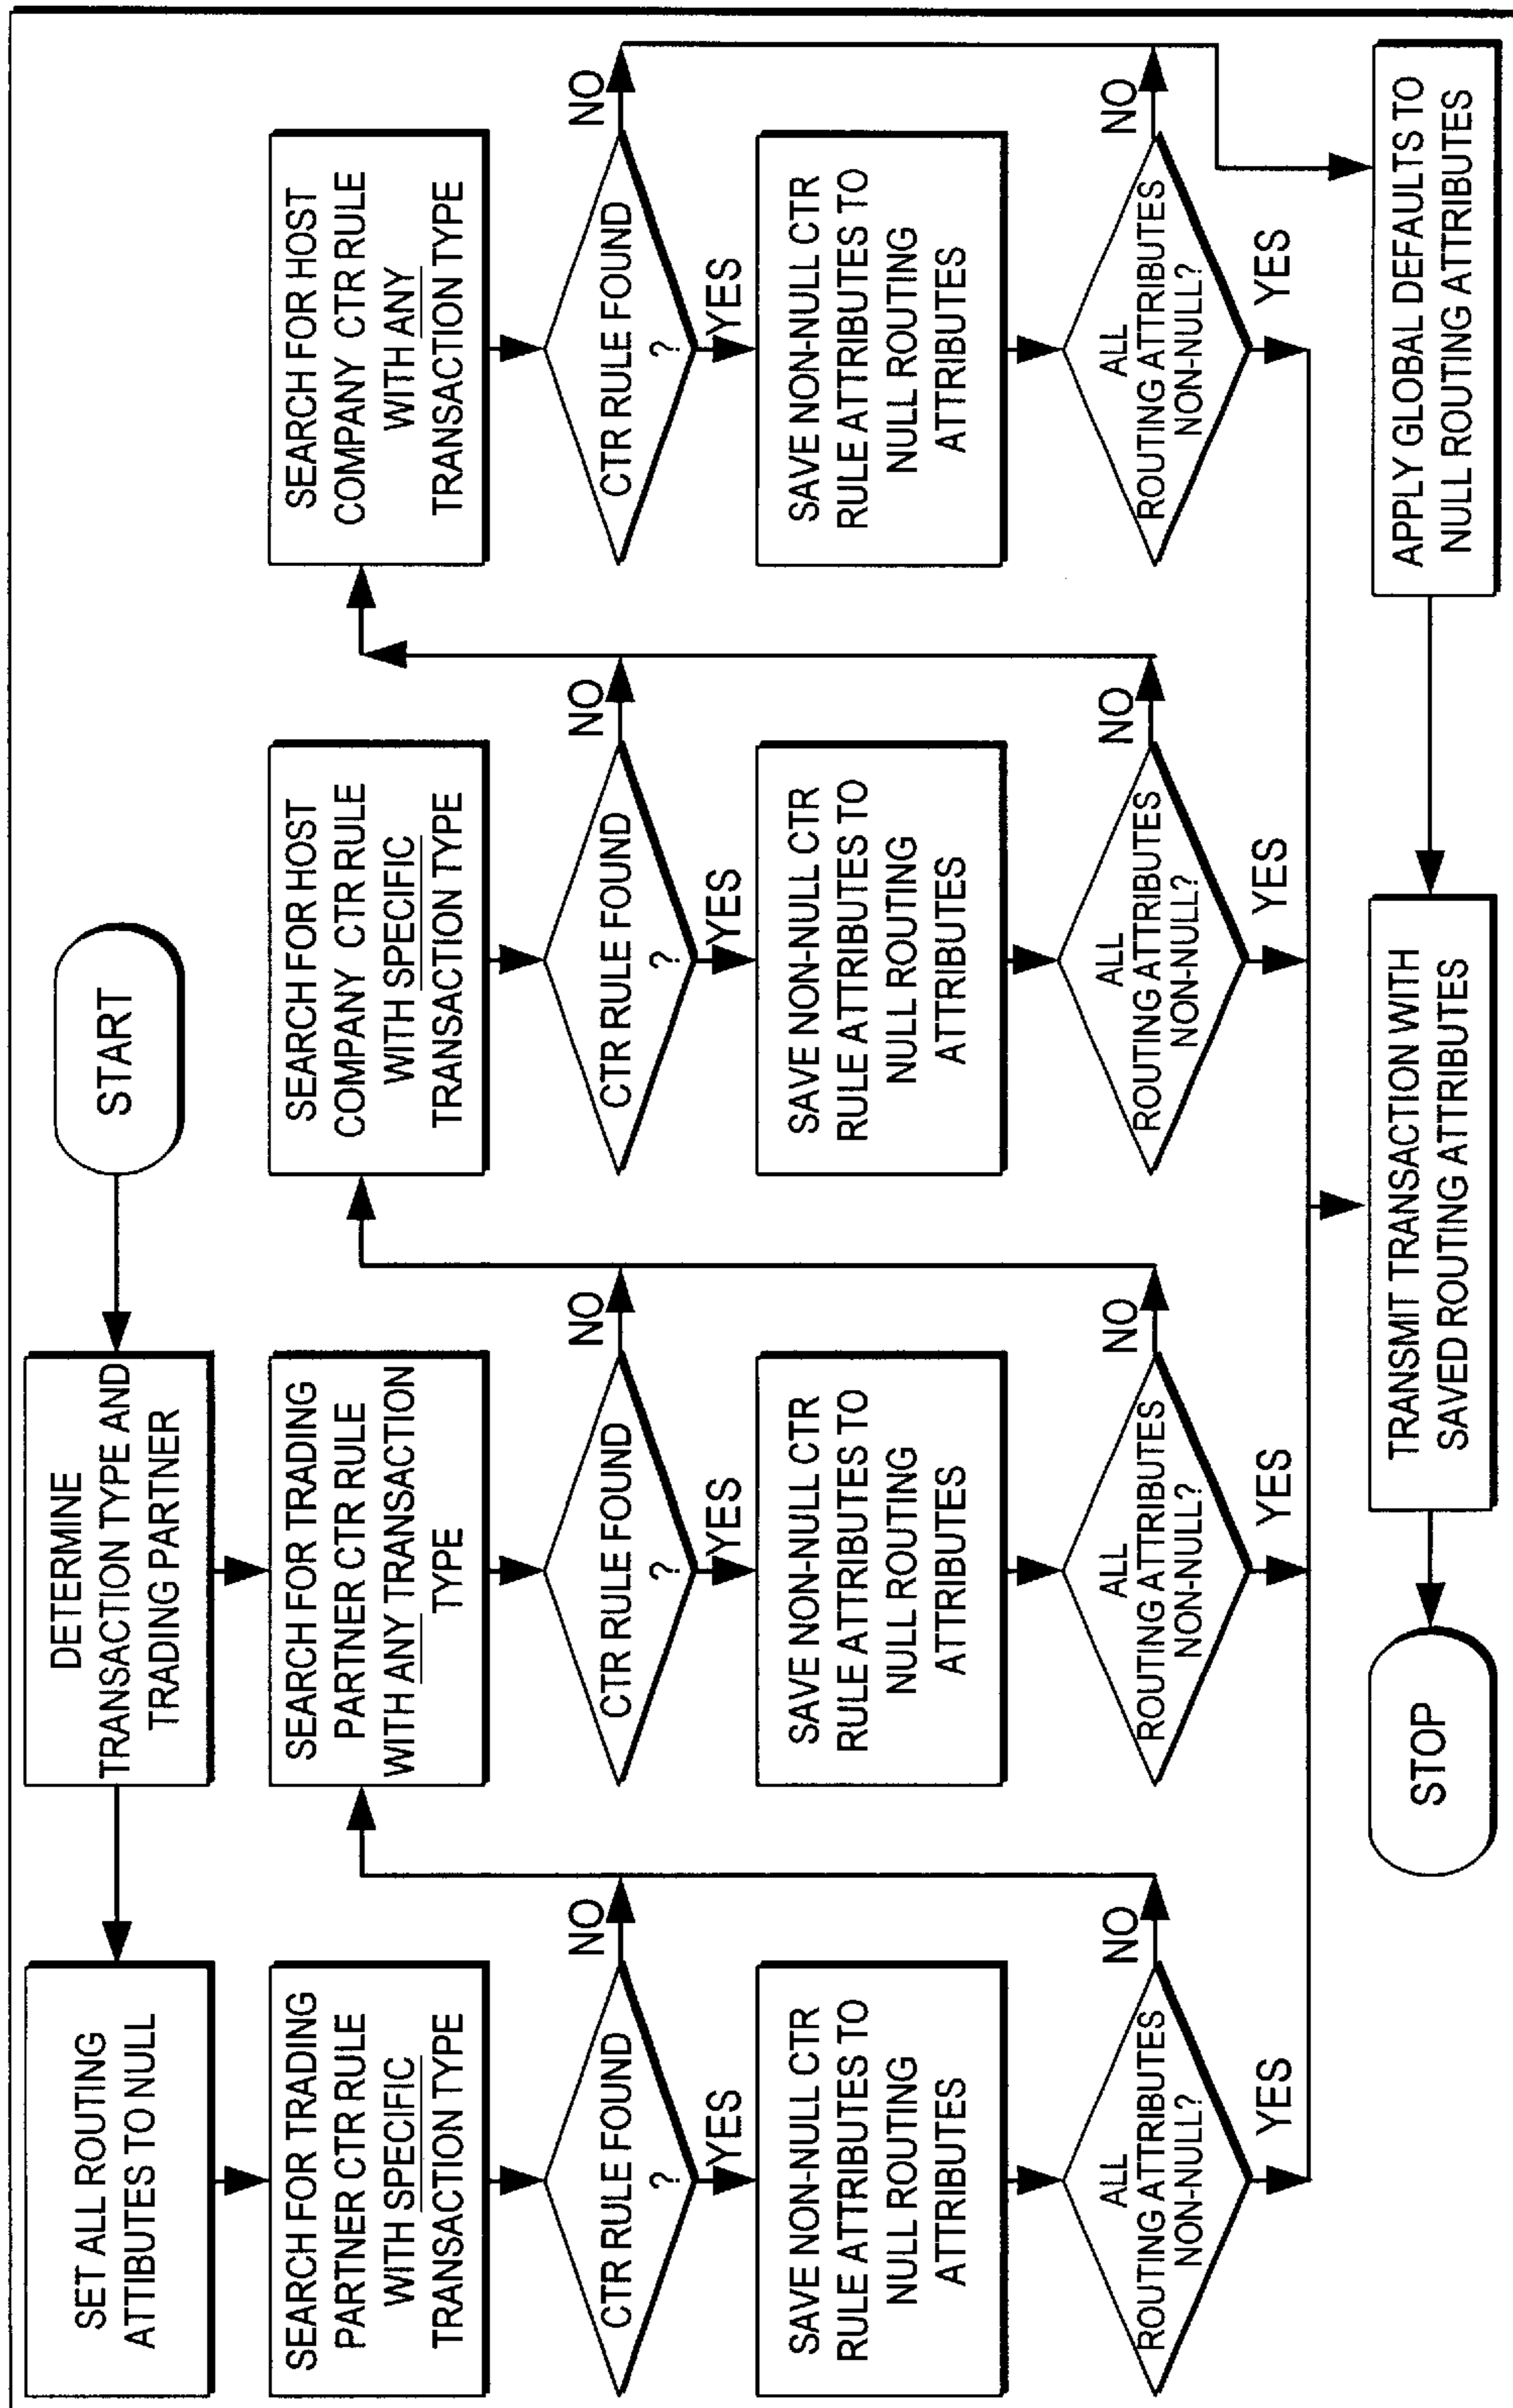 START
DETERMINE
TRANSACTION TYPE AND
TRADING PARTNER
SET ALL ROUTING
ATTIBUTES TO NULL
SEARCH FOR TRADING
PARTNER CTR RULE
WITH SPECIFIC
TRANSACTION TYPE
CTR RULE FOUND
?
NO
YES
SAVE NON-NULL CTR
RULE ATTRIBUTES TO
NULL ROUTING
ATTRIBUTES
ALL
ROUTING ATTRIBUTES
NON-NULL?
NO
YES
SEARCH FOR TRADING
PARTNER CTR RULE
WITH ANY TRANSACTION
TYPE
CTR RULE FOUND
?
NO
YES
SAVE NON-NULL CTR
RULE ATTRIBUTES TO
NULL ROUTING
ATTRIBUTES
ALL
ROUTING ATTRIBUTES
NON-NULL?
NO
YES
SEARCH FOR HOST
COMPANY CTR RULE
WITH SPECIFIC
TRANSACTION TYPE
CTR RULE FOUND
?
NO
YES
SAVE NON-NULL CTR
RULE ATTRIBUTES TO
NULL ROUTING
ATTRIBUTES
ALL
ROUTING ATTRIBUTES
NON-NULL?
NO
YES
SEARCH FOR HOST
COMPANY CTR RULE
WITH ANY
TRANSACTION TYPE
CTR RULE FOUND
?
NO
YES
SAVE NON-NULL CTR
RULE ATTRIBUTES TO
NULL ROUTING
ATTRIBUTES
ALL
ROUTING ATTRIBUTES
NON-NULL?
NO
YES
APPLY GLOBAL DEFAULTS TO
NULL ROUTING ATTRIBUTES
TRANSMIT TRANSACTION WITH
SAVED ROUTING ATTRIBUTES
STOP